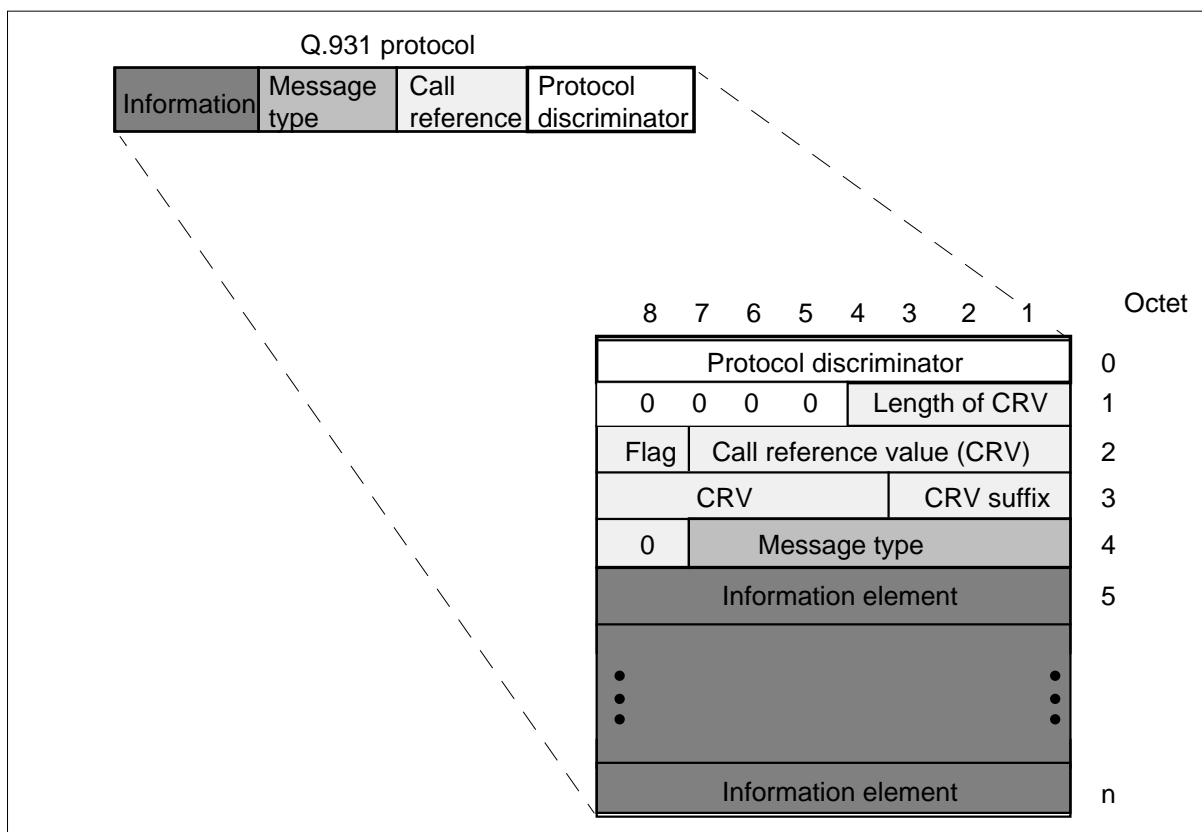 Q.931 protocol
Information Message type Call reference Protocol discriminator
8 7 6 5 4 3 2 1 Octet
Protocol discriminator 0
0 0 0 0 Length of CRV 1
Flag Call reference value (CRV) 2
CRV CRV suffix 3
0 Message type 4
Information element 5
Information element n